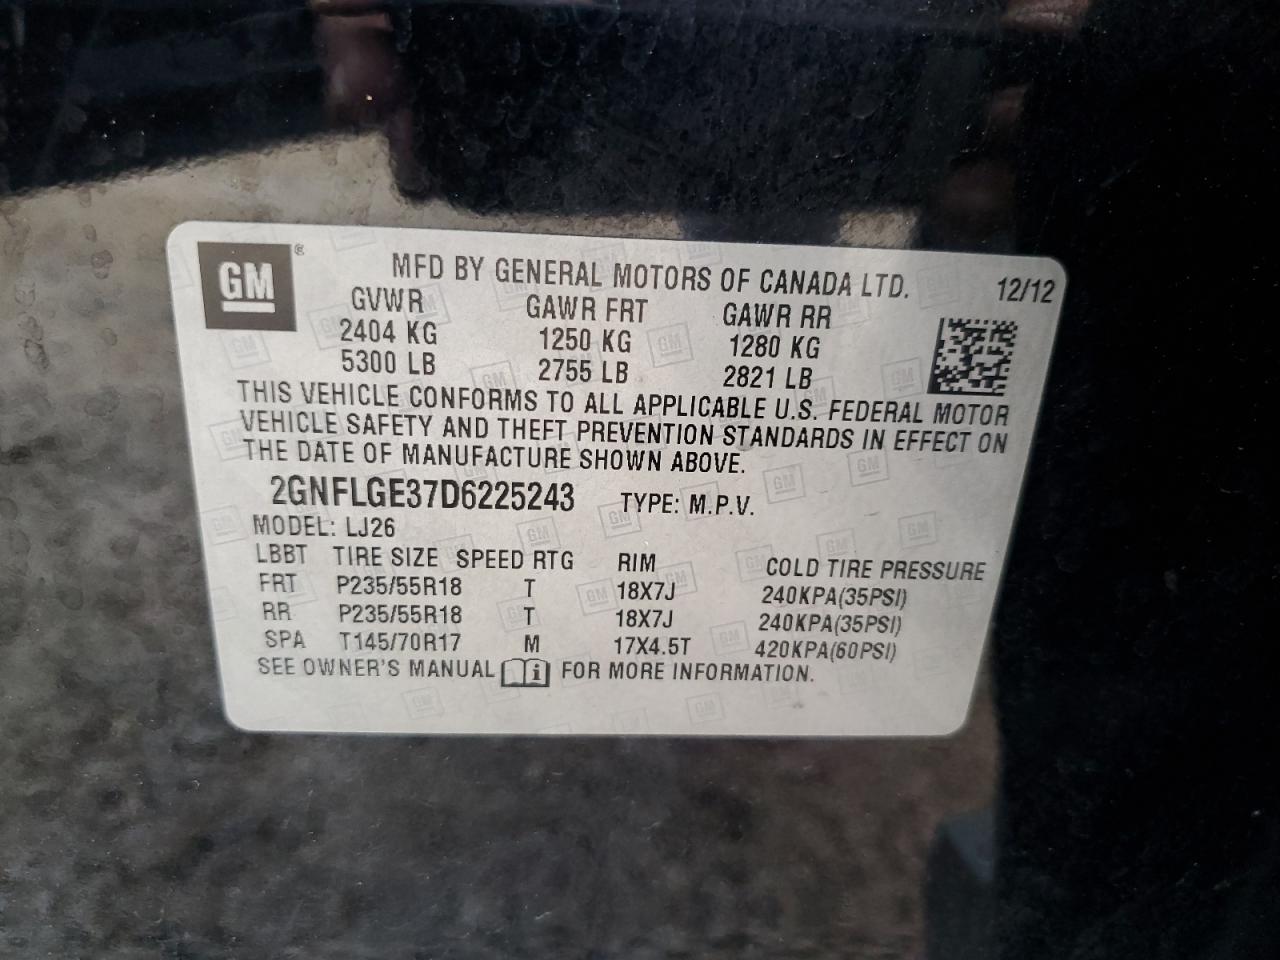 GM ® MFD BY GENERAL MOTORS OF CANADA LTD. 12/12
GVWR GAWR FRT GAWR RR
2404 KG 1250 KG 1280 KG
5300 LB 2755 LB 2821 LB
THIS VEHICLE CONFORMS TO ALL APPLICABLE U.S. FEDERAL MOTOR
VEHICLE SAFETY AND THEFT PREVENTION STANDARDS IN EFFECT ON
THE DATE OF MANUFACTURE SHOWN ABOVE.
2GNFLGE37D6225243 TYPE: M.P.V.
MODEL: LJ26
LBBT TIRE SIZE SPEED RTG RIM COLD TIRE PRESSURE
FRT P235/55R18 T 18X7J 240KPA(35PSI)
RR P235/55R18 T 18X7J 240KPA(35PSI)
SPA T145/70R17 M 17X4.5T 420KPA(60PSI)
SEE OWNER'S MANUAL i FOR MORE INFORMATION.